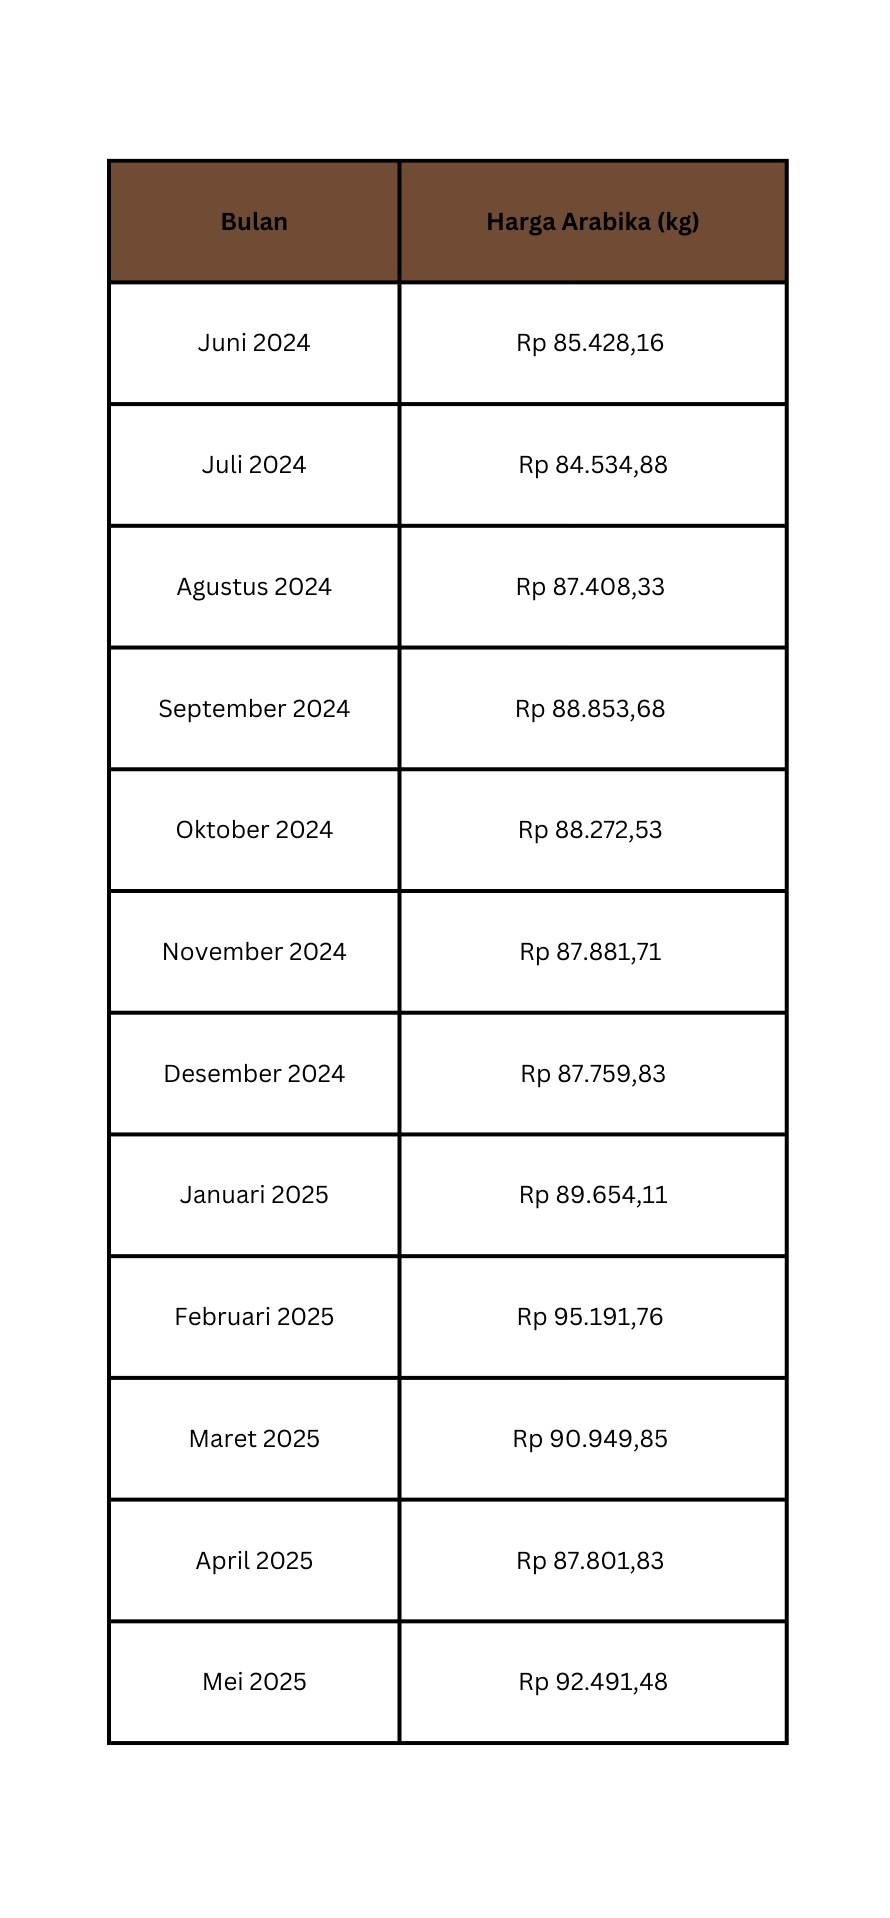 Bulan Harga Arabika (kg)
Juni 2024 Rp 85.428,16
Juli 2024 Rp 84.534,88
Agustus 2024 Rp 87.408,33
September 2024 Rp 88.853,68
Oktober 2024 Rp 88.272,53
November 2024 Rp 87.881,71
Desember 2024 Rp 87.759,83
Januari 2025 Rp 89.654,11
Februari 2025 Rp 95.191,76
Maret 2025 Rp 90.949,85
April 2025 Rp 87.801,83
Mei 2025 Rp 92.491,48